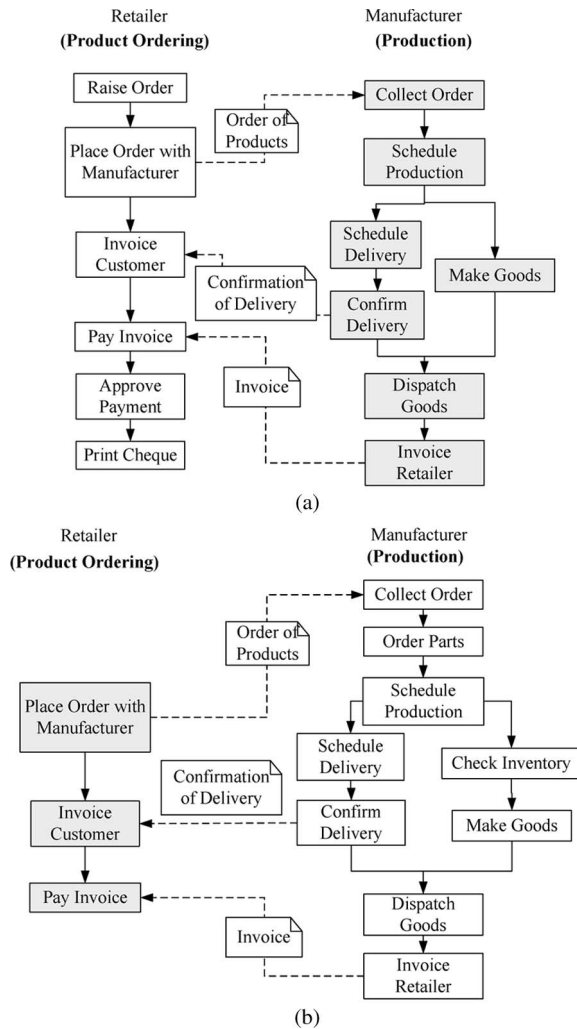 Retailer
(Product Ordering)
Manufacturer
(Production)
Raise Order
Place Order with
Manufacturer
Invoice
Customer
Pay Invoice
Approve
Payment
Print Cheque
Order of
Products
Confirmation
of Delivery
Invoice
Collect Order
Schedule
Production
Schedule
Delivery
Make Goods
Confirm
Delivery
Dispatch
Goods
Invoice
Retailer
(a)
Retailer
(Product Ordering)
Manufacturer
(Production)
Place Order with
Manufacturer
Invoice
Customer
Pay Invoice
Order of
Products
Confirmation
of Delivery
Invoice
Collect Order
Order Parts
Schedule
Production
Schedule
Delivery
Check Inventory
Confirm
Delivery
Make Goods
Dispatch
Goods
Invoice
Retailer
(b)